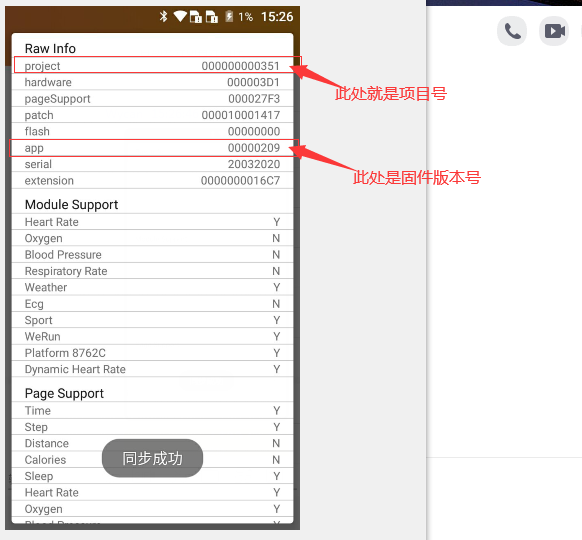 1% 15:26
Raw Info
project 000000000351
hardware 000003D1
pageSupport 000027F3
patch 000010001417
flash 00000000
app 00000209
serial 20032020
extension 0000000016C7
此处就是项目号
此处是固件版本号
Module Support
Heart Rate Y
Oxygen N
Blood Pressure N
Respiratory Rate N
Weather Y
Ecg N
Sport Y
WeRun Y
Platform 8762C Y
Dynamic Heart Rate Y
Page Support
Time Y
Step Y
Distance N
Calories N
同步成功
Sleep Y
Heart Rate Y
Oxygen Y
Blood Pressure Y